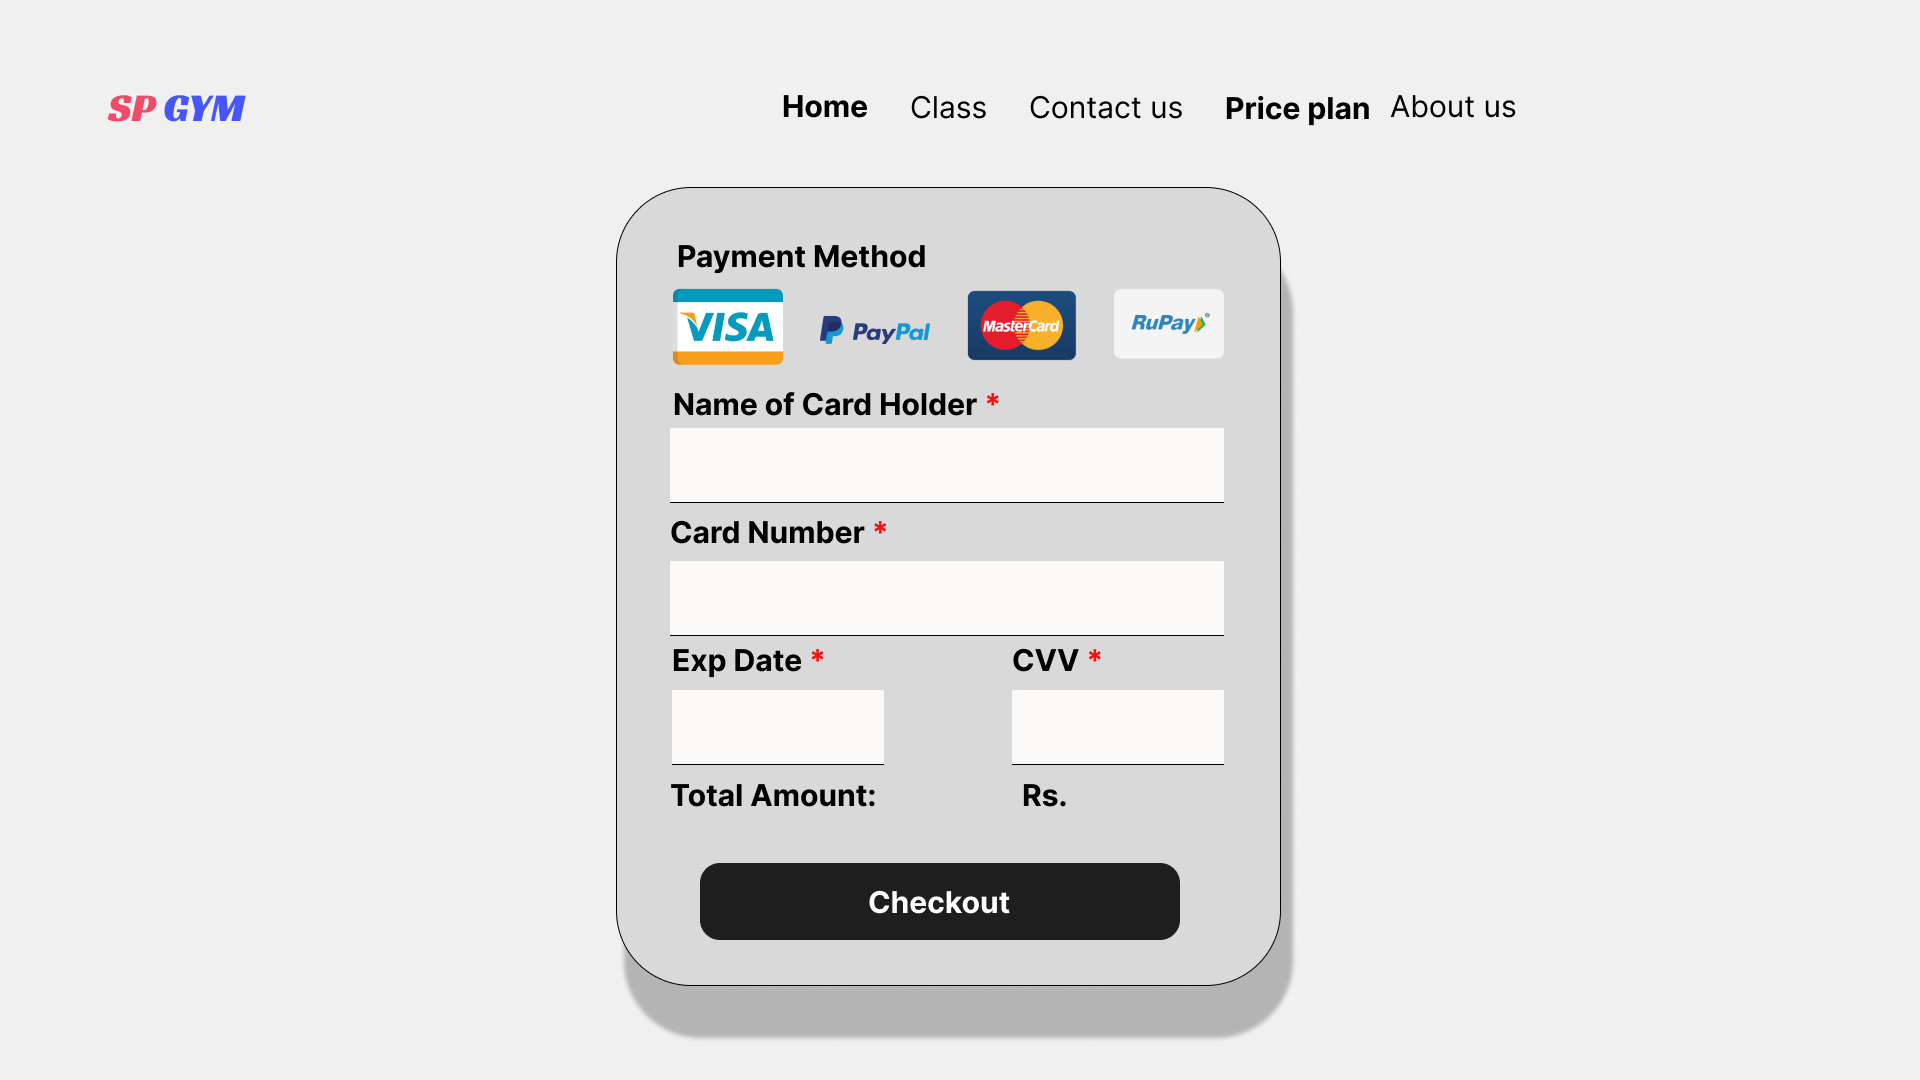 SP GYM
Home Class Contact us Price plan About us
Payment Method
VISA PayPal MasterCard RuPay®
Name of Card Holder *
Card Number *
Exp Date * CVV *
Total Amount: Rs.
Checkout